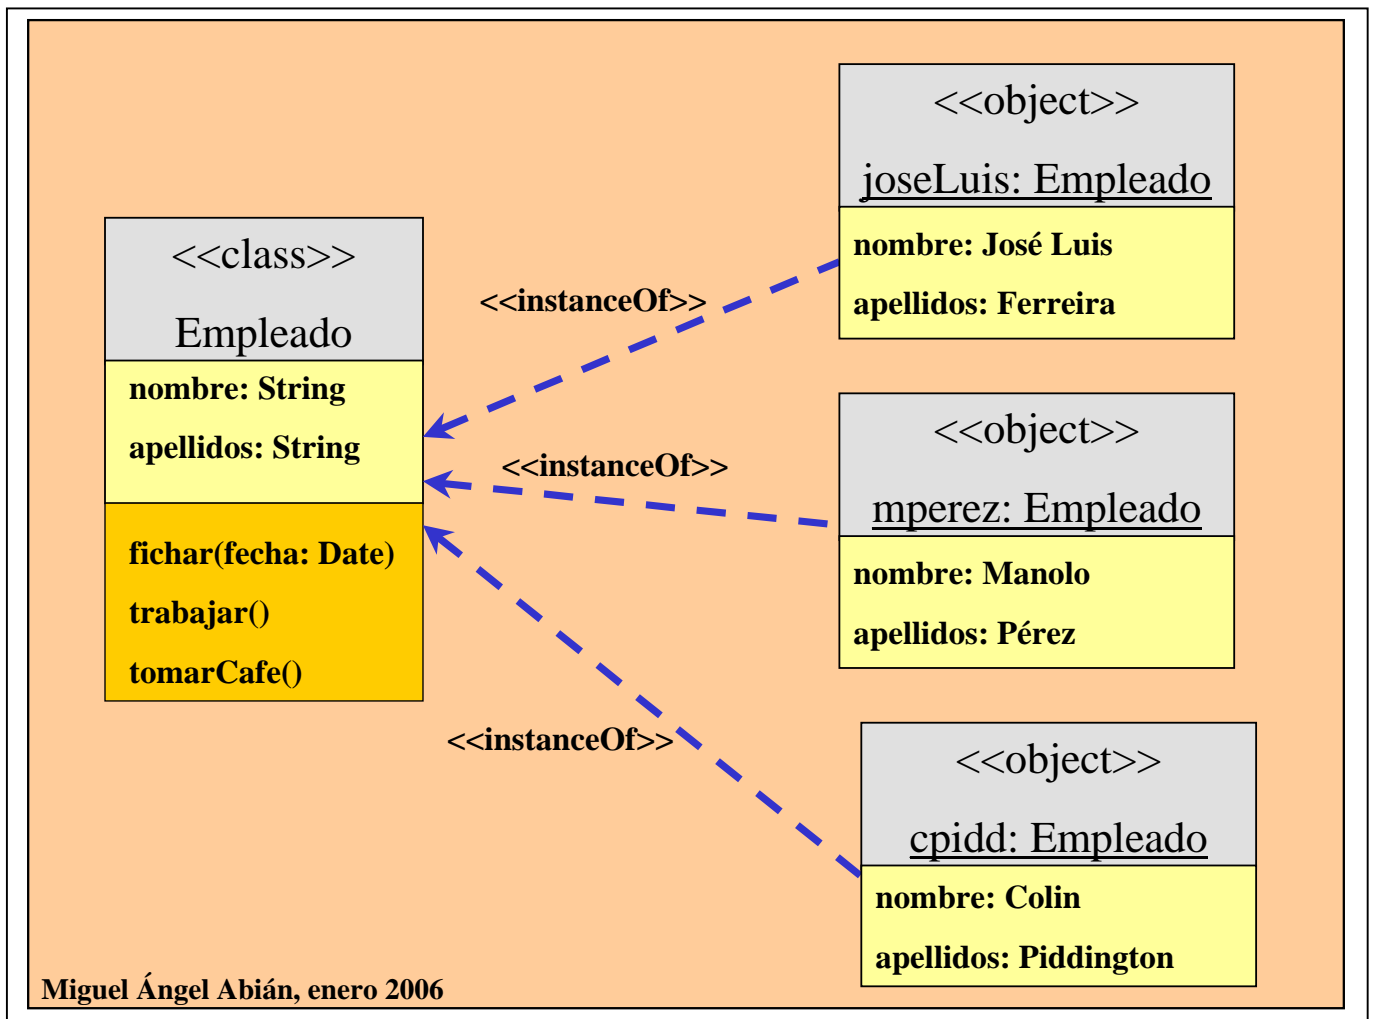 <<class>>
Empleado
nombre: String
apellidos: String
fichar(fecha: Date)
trabajar()
tomarCafe()
<<instanceOf>>
<<instanceOf>>
<<instanceOf>>
<<object>>
joseLuis: Empleado
nombre: José Luis
apellidos: Ferreira
<<object>>
mperez: Empleado
nombre: Manolo
apellidos: Pérez
<<object>>
cpidd: Empleado
nombre: Colin
apellidos: Piddington
Miguel Ángel Abián, enero 2006